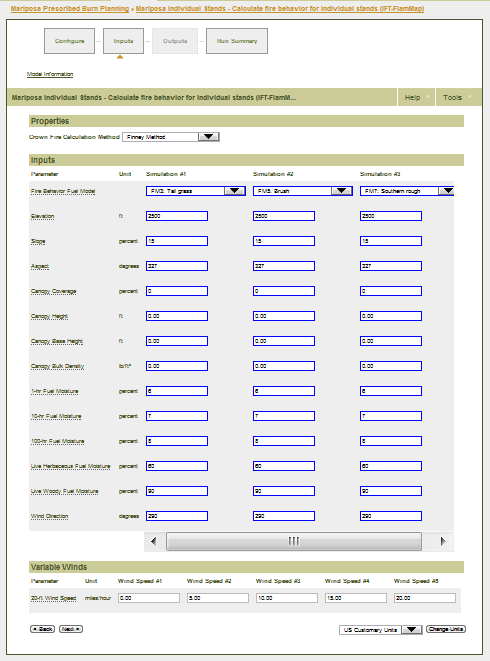 Mariposa Prescribed Burn Planning » Mariposa Individual Stands - Calculate fire behavior for individual stands (IFT-FlamMap)
Configure Inputs Outputs Run Summary
Model Information
Mariposa Individual Stands - Calculate fire behavior for individual stands (IFT-FlamM... Help Tools
Properties
Crown Fire Calculation Method Finney Method
Inputs
Parameter Unit Simulation #1 Simulation #2 Simulation #3
Fire Behavior Fuel Model FM3: Tall grass FM5: Brush FM7: Southern rough
Elevation ft 2500 2500 2500
Slope percent 15 15 15
Aspect degrees 327 327 327
Canopy Coverage percent 0 0 0
Canopy Height ft 0.00 0.00 0.00
Canopy Base Height ft 0.00 0.00 0.00
Canopy Bulk Density lb/ft³ 0.00 0.00 0.00
1-hr Fuel Moisture percent 6 6 6
10-hr Fuel Moisture percent 7 7 7
100-hr Fuel Moisture percent 8 8 8
Live Herbaceous Fuel Moisture percent 60 60 60
Live Woody Fuel Moisture percent 90 90 90
Wind Direction degrees 290 290 290
Variable Winds
Parameter Unit Wind Speed #1 Wind Speed #2 Wind Speed #3 Wind Speed #4 Wind Speed #5
20-ft Wind Speed miles/hour 0.00 5.00 10.00 15.00 20.00
« Back Next » US Customary Units Change Units